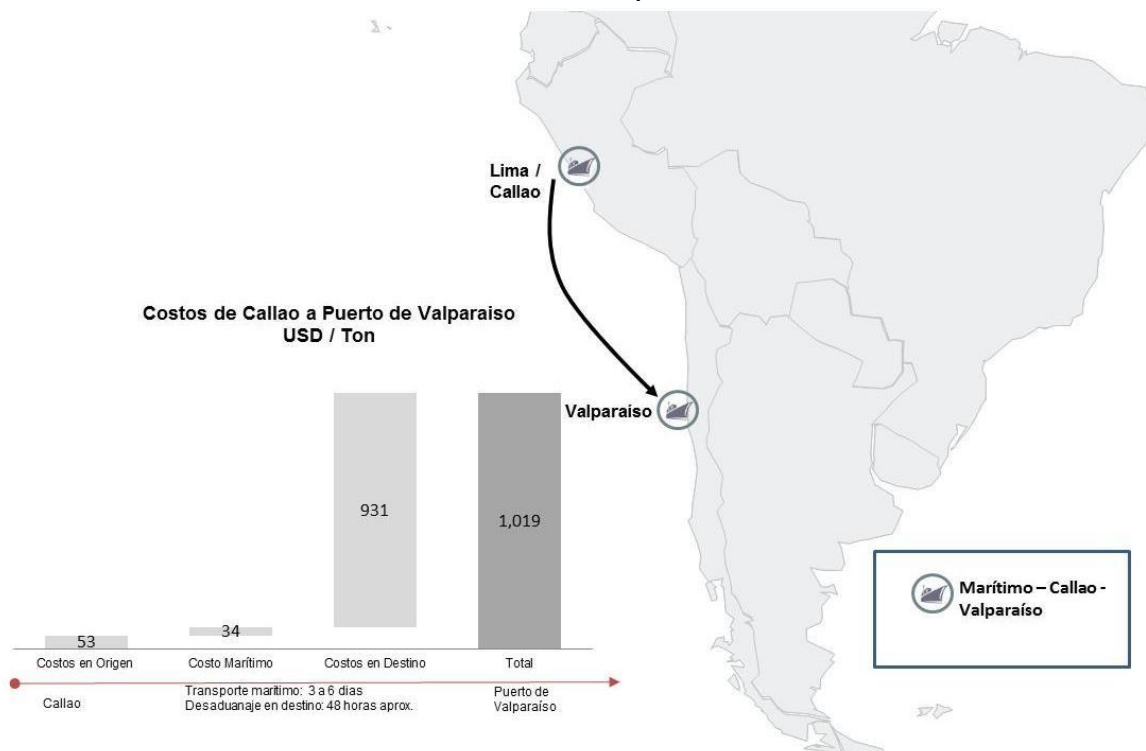 Lima /
Callao
Costos de Callao a Puerto de Valparaiso
USD / Ton
Valparaíso
931
1,019
53
34
Costos en Origen
Costo Marítimo
Costos en Destino
Total
Callao
Transporte marítimo: 3 a 6 dias
Desaduanaje en destino: 48 horas aprox.
Puerto de
Valparaíso
Marítimo – Callao -
Valparaíso